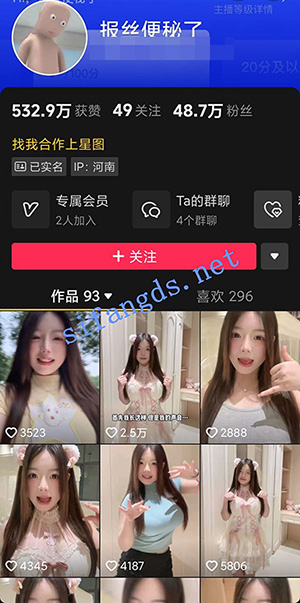 报丝便秘了
主播等级详情
100分
20分及以
532.9万 获赞 49 关注 48.7万 粉丝
找我合作上星图
已实名 IP：河南
专属会员
2人加入
Ta的群聊
4个群聊
+ 关注
作品 93 喜欢 296
sifangds.net
3523
2.5万
2888
4345
4187
5806